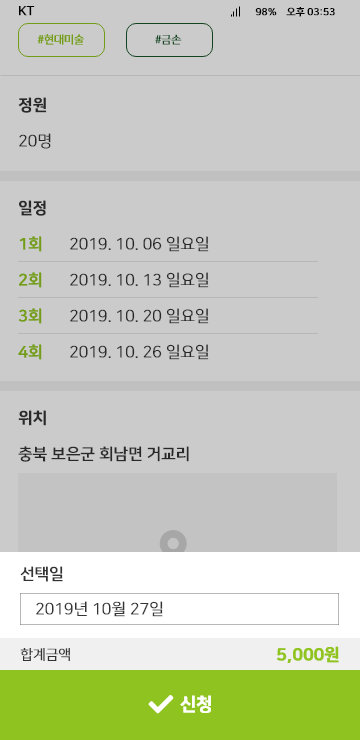 KT 98% 오후 03:53
#현대미술 #금손
정원
20명
일정
1회 2019. 10. 06 일요일
2회 2019. 10. 13 일요일
3회 2019. 10. 20 일요일
4회 2019. 10. 26 일요일
위치
충북 보은군 회남면 거교리
선택일
2019년 10월 27일
합계금액 5,000원
신청